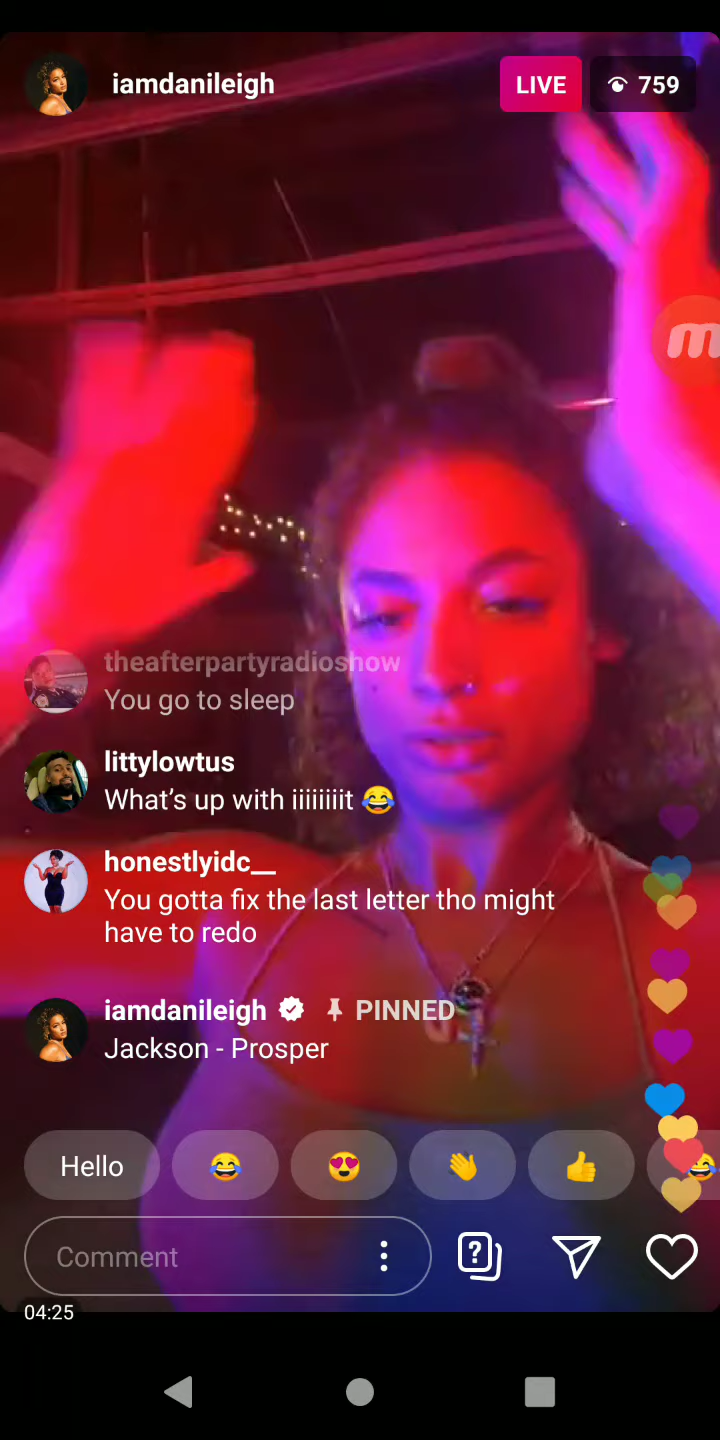 iamdanileigh
LIVE
759
m
theafterpartyradioshow
You go to sleep
littylowtus
What's up with iiiiiiiit 😂
honestlyidc__
You gotta fix the last letter tho might
have to redo
iamdanileigh PINNED
Jackson - Prosper
Hello
Comment
04:25